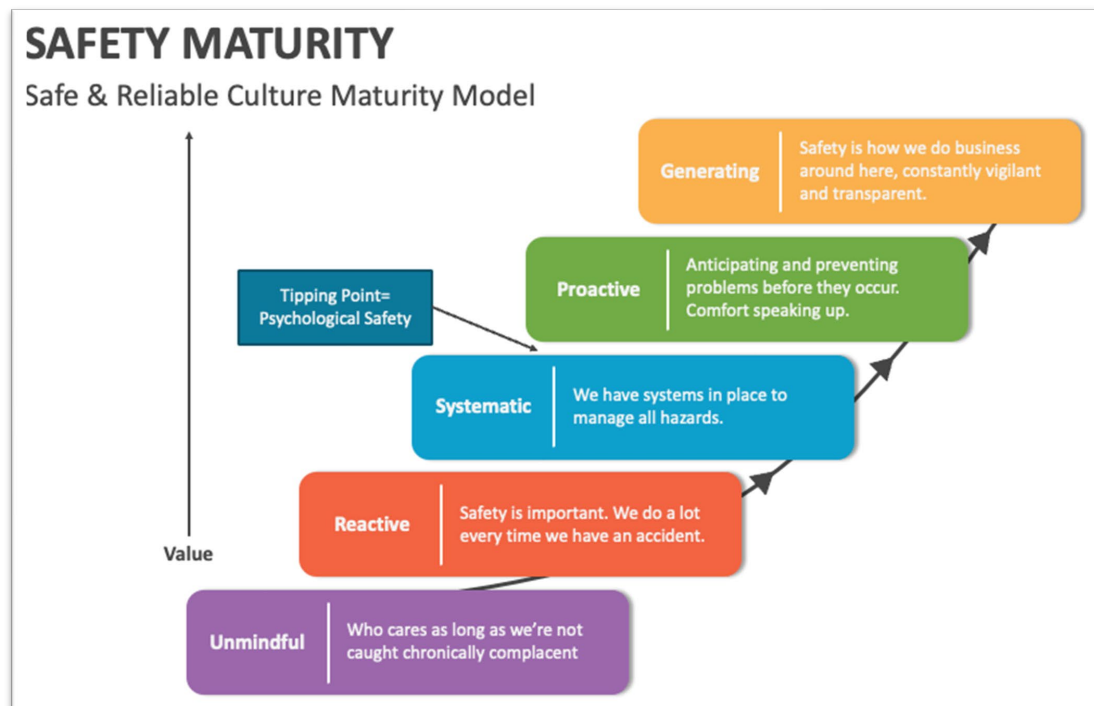 SAFETY MATURITY
Safe & Reliable Culture Maturity Model
Generating
Safety is how we do business
around here, constantly vigilant
and transparent.
Proactive
Anticipating and preventing
problems before they occur.
Comfort speaking up.
Tipping Point=
Psychological Safety
Systematic
We have systems in place to
manage all hazards.
Reactive
Safety is important. We do a lot
every time we have an accident.
Value
Unmindful
Who cares as long as we’re not
caught chronically complacent